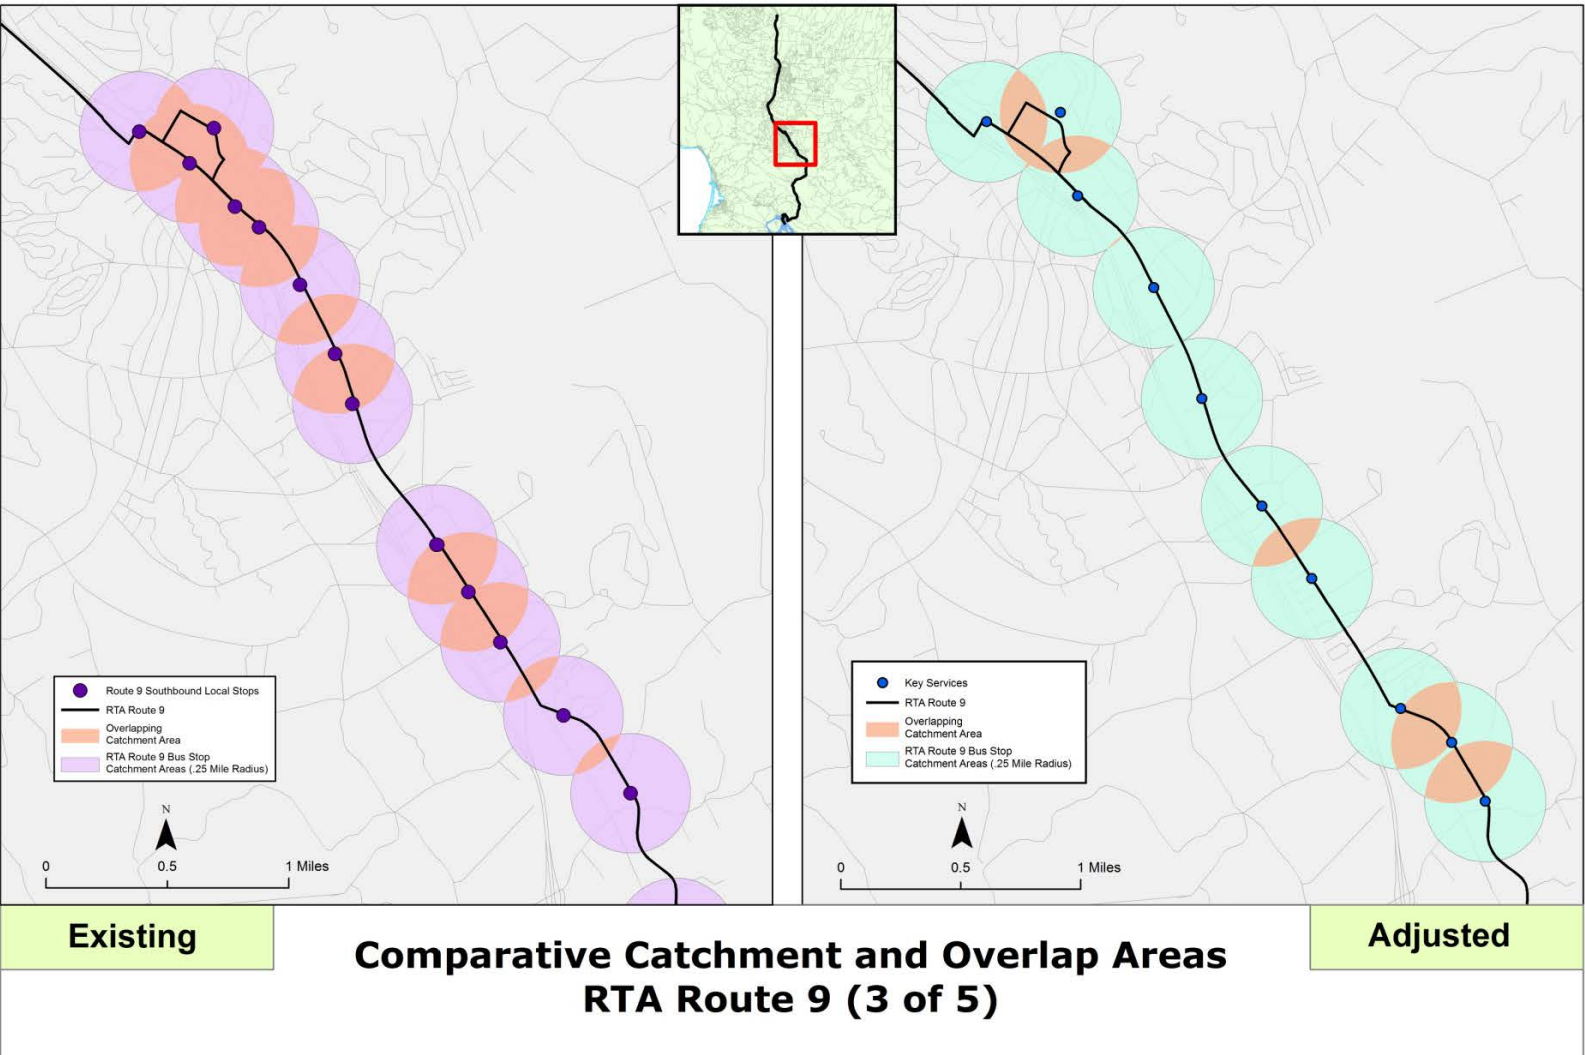 Route 9 Southbound Local Stops
RTA Route 9
Overlapping
Catchment Area
RTA Route 9 Bus Stop
Catchment Areas (.25 Mile Radius)
N
0
0.5
1 Miles
Key Services
RTA Route 9
Overlapping
Catchment Area
RTA Route 9 Bus Stop
Catchment Areas (.25 Mile Radius)
N
0
0.5
1 Miles
Existing
Comparative Catchment and Overlap Areas
RTA Route 9 (3 of 5)
Adjusted